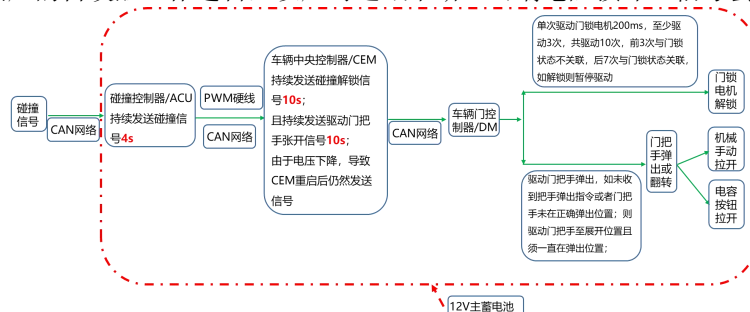 碰撞
信号
CAN网络
碰撞控制器/ACU
持续发送碰撞信
号4s
PWM硬线
CAN网络
车辆中央控制器/CEM
持续发送碰撞解锁信
号10s；
且持续发送驱动门把
手张开信号10s；
由于电压下降，导致
CEM重启后仍然发送
信号
CAN网络
车辆门控
制器/DM
单次驱动门锁电机200ms，至少驱
动3次，共驱动10次，前3次与门锁
状态不关联，后7次与门锁状态关联，
如解锁则暂停驱动
门锁
电机
解锁
驱动门把手弹出，如未收
到把手弹出指令或者门把
手未在正确弹出位置；则
驱动门把手至展开位置且
须一直在弹出位置；
门把
手弹
出或
翻转
机械
手动
拉开
电容
按钮
拉开
12V主蓄电池